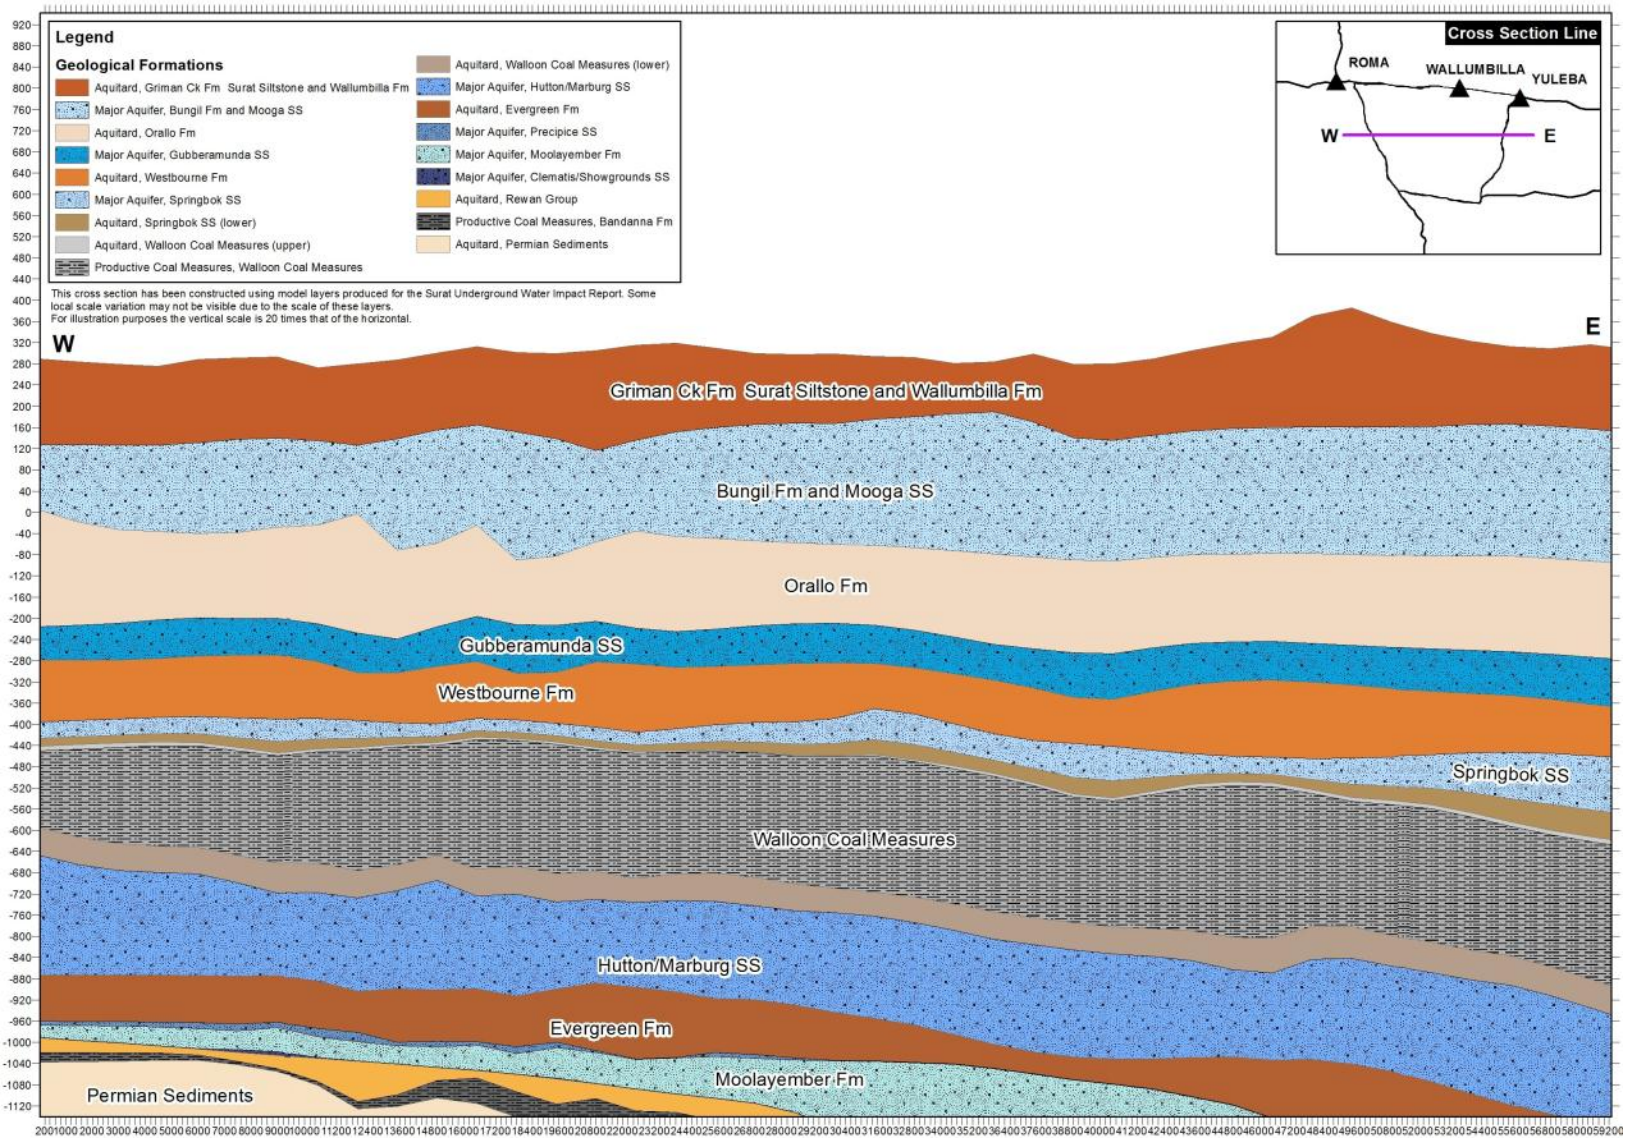 Legend
Geological Formations
Aquitard, Griman Ck Fm Surat Siltstone and Wallumbilla Fm
Major Aquifer, Bungil Fm and Mooga SS
Aquitard, Orallo Fm
Major Aquifer, Gubberamunda SS
Aquitard, Westbourne Fm
Major Aquifer, Springbok SS
Aquitard, Springbok SS (lower)
Aquitard, Walloon Coal Measures (upper)
Productive Coal Measures, Walloon Coal Measures
Aquitard, Walloon Coal Measures (lower)
Major Aquifer, Hutton/Marburg SS
Aquitard, Evergreen Fm
Major Aquifer, Precipice SS
Major Aquifer, Moolayember Fm
Major Aquifer, Clematis/Showgrounds SS
Aquitard, Rewan Group
Productive Coal Measures, Bandanna Fm
Aquitard, Permian Sediments
This cross section has been constructed using model layers produced for the Surat Underground Water Impact Report. Some
local scale variation may not be visible due to the scale of these layers.
For illustration purposes the vertical scale is 20 times that of the horizontal.
Cross Section Line
ROMA
WALLUMBILLA
YULEBA
W
E
W
E
920
880
840
800
760
720
680
640
600
560
520
480
440
400
360
320
280
240
200
160
120
80
40
0
-40
-80
-120
-160
-200
-240
-280
-320
-360
-400
-440
-480
-520
-560
-600
-640
-680
-720
-760
-800
-840
-880
-920
-960
-1000
-1040
-1080
-1120
Griman Ck Fm Surat Siltstone and Wallumbilla Fm
Bungil Fm and Mooga SS
Orallo Fm
Gubberamunda SS
Westbourne Fm
Springbok SS
Walloon Coal Measures
Hutton/Marburg SS
Evergreen Fm
Moolayember Fm
Permian Sediments